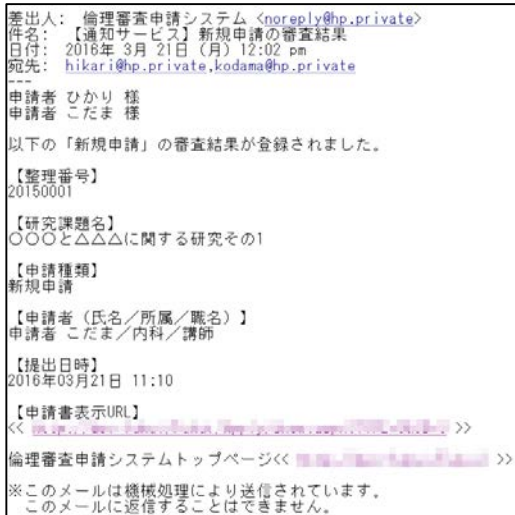 差出人： 倫理審査申請システム <noreply@hp.private>
件名： 【通知サービス】新規申請の審査結果
日付： 2016年 3月 21日（月）12:02 pm
宛先： hikari@hp.private,kodama@hp.private
---
申請者 ひかり 様
申請者 こだま 様
以下の「新規申請」の審査結果が登録されました。
【整理番号】
20150001
【研究課題名】
〇〇〇と△△△に関する研究その1
【申請種類】
新規申請
【申請者（氏名／所属／職名）】
申請者 こだま／内科／講師
【提出日時】
2016年03月21日 11:10
【申請書表示URL】
<< >>
倫理審査申請システムトップページ<< >>
※このメールは機械処理により送信されています。
このメールに返信することはできません。